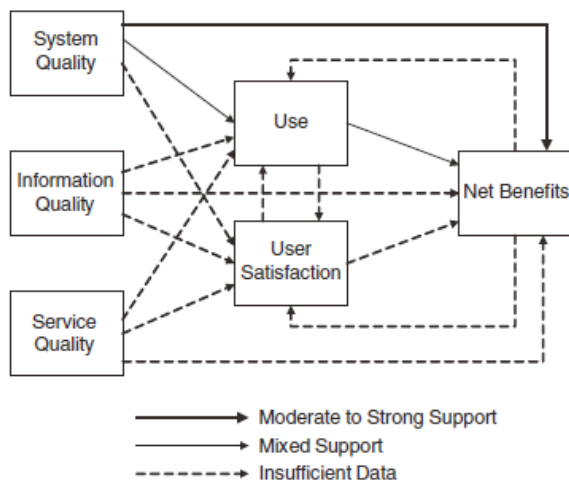 System
Quality
Use
Information
Quality
Net Benefits
User
Satisfaction
Service
Quality
Moderate to Strong Support
Mixed Support
Insufficient Data